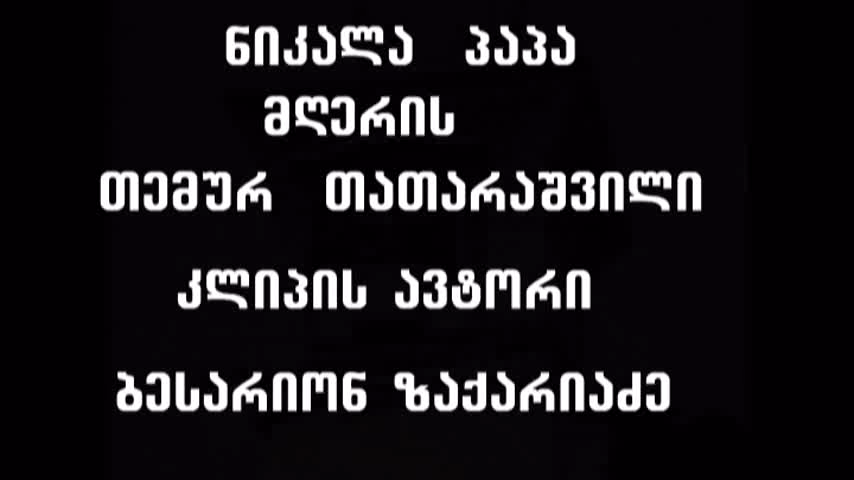 ნიკალა პაპა
მღერის
თემურ თათარაშვილი
კლიპის ავტორი
ბესარიონ ზაქარიაძე